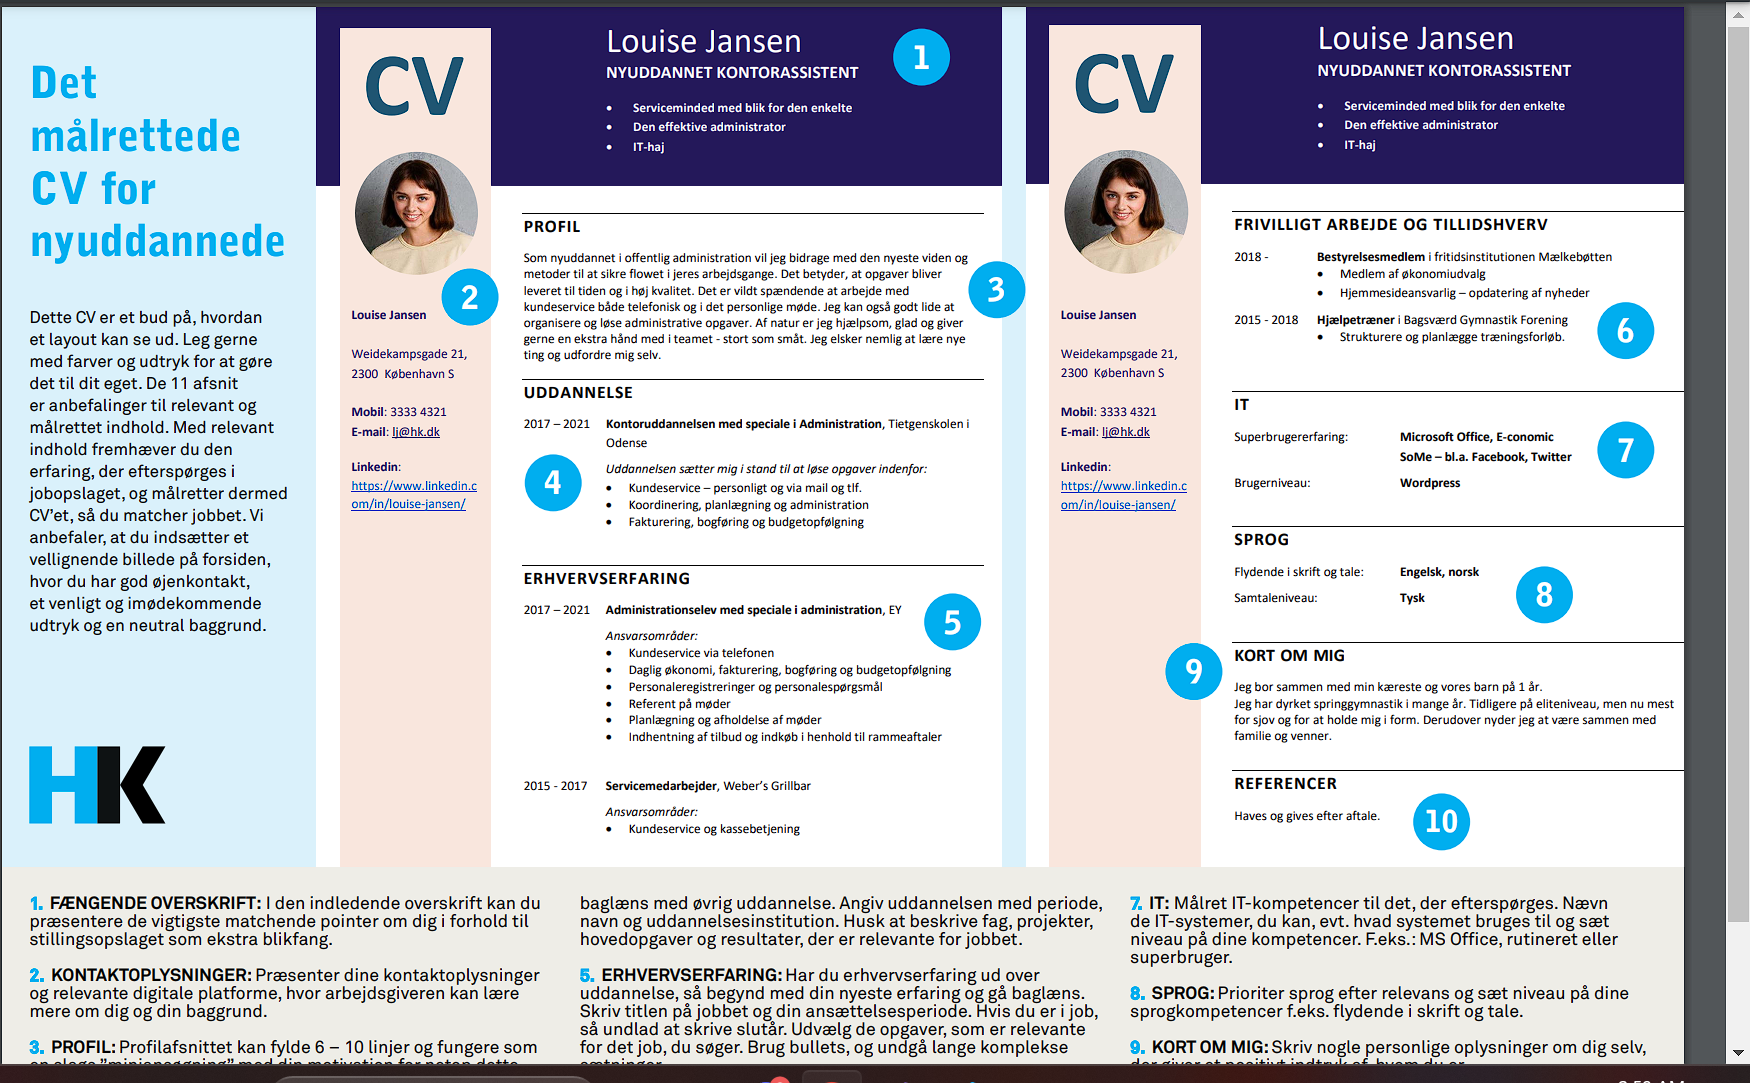 Det
målrettede
CV for
nyuddannede
Dette CV er et bud på, hvordan
et layout kan se ud. Leg gerne
med farver og udtryk for at gøre
det til dit eget. De 11 afsnit
er anbefalinger til relevant og
målrettet indhold. Med relevant
indhold fremhæver du den
erfaring, der efterspørges i
jobopslaget, og målretter dermed
CV'et, så du matcher jobbet. Vi
anbefaler, at du indsætter et
vellignende billede på forsiden,
hvor du har god øjenkontakt,
et venligt og imødekommende
udtryk og en neutral baggrund.
HK
CV
Louise Jansen
NYUDDANNET KONTORASSISTENT
• Serviceminded med blik for den enkelte
• Den effektive administrator
• IT-haj
1
2
Louise Jansen
Weidekampsgade 21,
2300 København S
Mobil: 3333 4321
E-mail: lj@hk.dk
Linkedin:
https://www.linkedin.c
om/in/louise-jansen/
PROFIL
Som nyuddannet i offentlig administration vil jeg bidrage med den nyeste viden og
metoder til at sikre flowet i jeres arbejdsgange. Det betyder, at opgaver bliver
leveret til tiden og i høj kvalitet. Det er vildt spændende at arbejde med
kundeservice både telefonisk og i det personlige møde. Jeg kan også godt lide at
organisere og løse administrative opgaver. Af natur er jeg hjælpsom, glad og giver
gerne en ekstra hånd med i teamet - stort som småt. Jeg elsker nemlig at lære nye
ting og udfordre mig selv.
3
UDDANNELSE
2017 – 2021 Kontoruddannelsen med speciale i Administration, Tietgenskolen i
Odense
Uddannelsen sætter mig i stand til at løse opgaver indenfor:
• Kundeservice – personligt og via mail og tlf.
• Koordinering, planlægning og administration
• Fakturering, bogføring og budgetopfølgning
4
ERHVERVSERFARING
2017 – 2021 Administrationselev med speciale i administration, EY
Ansvarsområder:
• Kundeservice via telefonen
• Daglig økonomi, fakturering, bogføring og budgetopfølgning
• Personaleregistreringer og personalespørgsmål
• Referent på møder
• Planlægning og afholdelse af møder
• Indhentning af tilbud og indkøb i henhold til rammeaftaler
5
2015 - 2017 Servicemedarbejder, Weber's Grillbar
Ansvarsområder:
• Kundeservice og kassebetjening
CV
Louise Jansen
NYUDDANNET KONTORASSISTENT
• Serviceminded med blik for den enkelte
• Den effektive administrator
• IT-haj
Louise Jansen
Weidekampsgade 21,
2300 København S
Mobil: 3333 4321
E-mail: lj@hk.dk
Linkedin:
https://www.linkedin.c
om/in/louise-jansen/
FRIVILLIGT ARBEJDE OG TILLIDSHVERV
2018 - Bestyrelsesmedlem i fritidsinstitutionen Mælkebøtten
• Medlem af økonomiudvalg
• Hjemmesideansvarlig – opdatering af nyheder
2015 - 2018 Hjælpetræner i Bagsværd Gymnastik Forening
• Strukturere og planlægge træningsforløb.
6
IT
Superbrugererfaring: Microsoft Office, E-conomic
SoMe – bl.a. Facebook, Twitter
Brugerniveau: Wordpress
7
SPROG
Flydende i skrift og tale: Engelsk, norsk
Samtaleniveau: Tysk
8
9
KORT OM MIG
Jeg bor sammen med min kæreste og vores barn på 1 år.
Jeg har dyrket springgymnastik i mange år. Tidligere på eliteniveau, men nu mest
for sjov og for at holde mig i form. Derudover nyder jeg at være sammen med
familie og venner.
REFERENCER
Haves og gives efter aftale.
10
1. FÆNGENDE OVERSKRIFT: I den indledende overskrift kan du
præsentere de vigtigste matchende pointer om dig i forhold til
stillingsopslaget som ekstra blikfang.
2. KONTAKTOPLYSNINGER: Præsenter dine kontaktoplysninger
og relevante digitale platforme, hvor arbejdsgiveren kan lære
mere om dig og din baggrund.
3. PROFIL: Profilafsnittet kan fylde 6 – 10 linjer og fungere som
baglæns med øvrig uddannelse. Angiv uddannelsen med periode,
navn og uddannelsesinstitution. Husk at beskrive fag, projekter,
hovedopgaver og resultater, der er relevante for jobbet.
5. ERHVERVSERFARING: Har du erhvervserfaring ud over
uddannelse, så begynd med din nyeste erfaring og gå baglæns.
Skriv titlen på jobbet og din ansættelsesperiode. Hvis du er i job,
så undlad at skrive slutår. Udvælg de opgaver, som er relevante
for det job, du søger. Brug bullets, og undgå lange komplekse
7. IT: Målret IT-kompetencer til det, der efterspørges. Nævn
de IT-systemer, du kan, evt. hvad systemet bruges til og sæt
niveau på dine kompetencer. F.eks.: MS Office, rutineret eller
superbruger.
8. SPROG: Prioriter sprog efter relevans og sæt niveau på dine
sprogkompetencer f.eks. flydende i skrift og tale.
9. KORT OM MIG: Skriv nogle personlige oplysninger om dig selv,